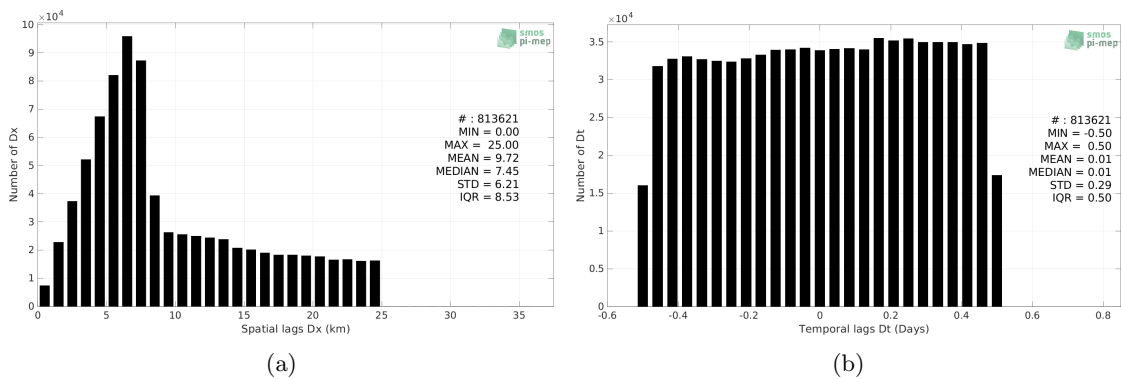 ×10⁴
10
9
8
7
6
5
4
3
2
1
0
Number of Dx
0 5 10 15 20 25 30 35
Spatial lags Dx (km)
smos
pi-mep
# : 813621
MIN = 0.00
MAX = 25.00
MEAN = 9.72
MEDIAN = 7.45
STD = 6.21
IQR = 8.53
(a)
×10⁴
3.5
3
2.5
2
1.5
1
0.5
0
Number of Dt
-0.6 -0.4 -0.2 0 0.2 0.4 0.6 0.8
Temporal lags Dt (Days)
smos
pi-mep
# : 813621
MIN = -0.50
MAX = 0.50
MEAN = 0.01
MEDIAN = 0.01
STD = 0.29
IQR = 0.50
(b)